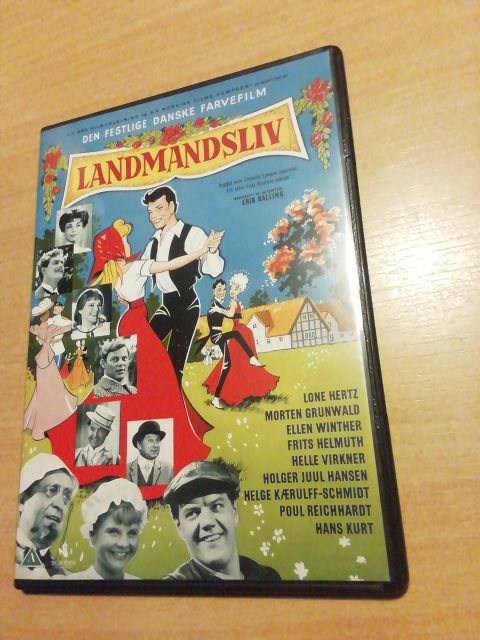 DEN FESTLIGE DANSKE FARVEFILM
LANDMANDSLIV
ERIK BALLING
LONE HERTZ
MORTEN GRUNWALD
ELLEN WINTHER
FRITS HELMUTH
HELLE VIRKNER
HOLGER JUUL HANSEN
HELGE KÆRULFF-SCHMIDT
POUL REICHHARDT
HANS KURT